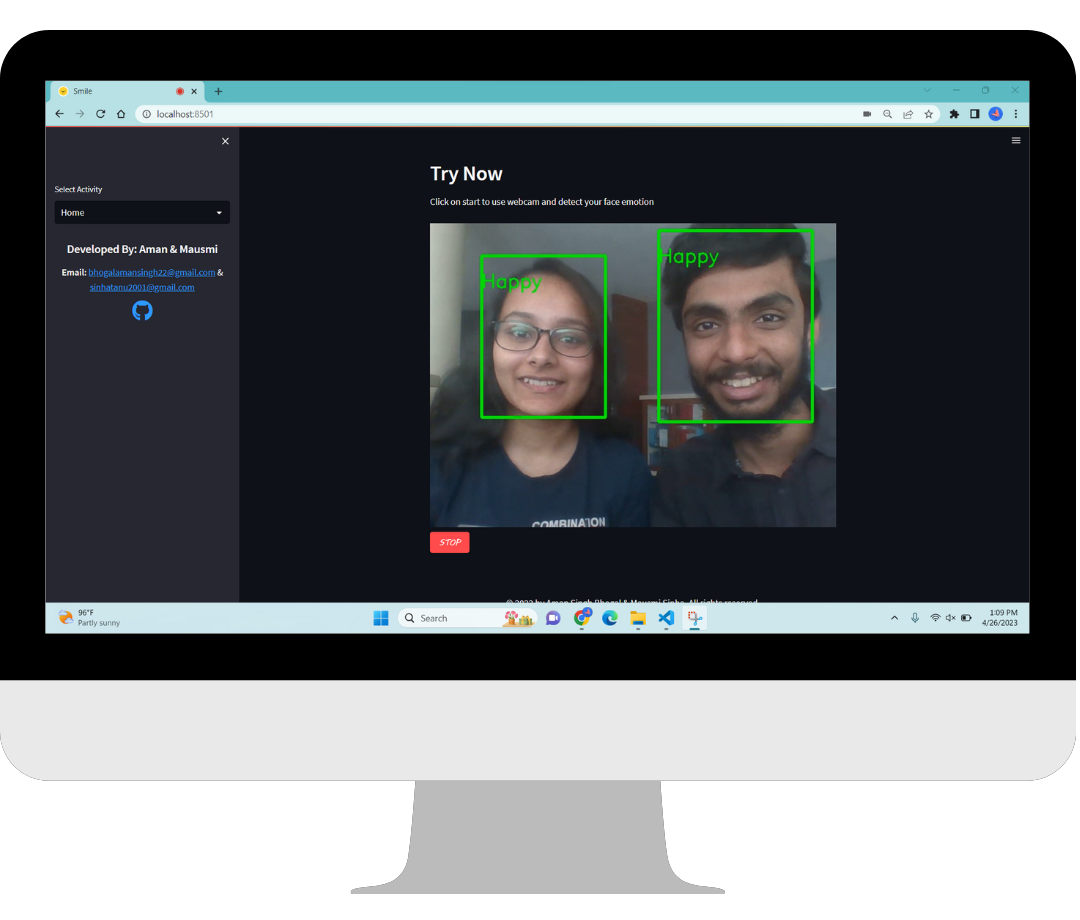 Smile
localhost:8501
Select Activity
Home
Developed By: Aman & Mausmi
Email: bhogalamansingh22@gmail.com &
sinhatanu2001@gmail.com
Try Now
Click on start to use webcam and detect your face emotion
Happy
Happy
COMBINATION
STOP
by Aman Singh Bhogal & Mausmi Sinha. All rights reserved
96°F
Partly sunny
Search
1:09 PM
4/26/2023